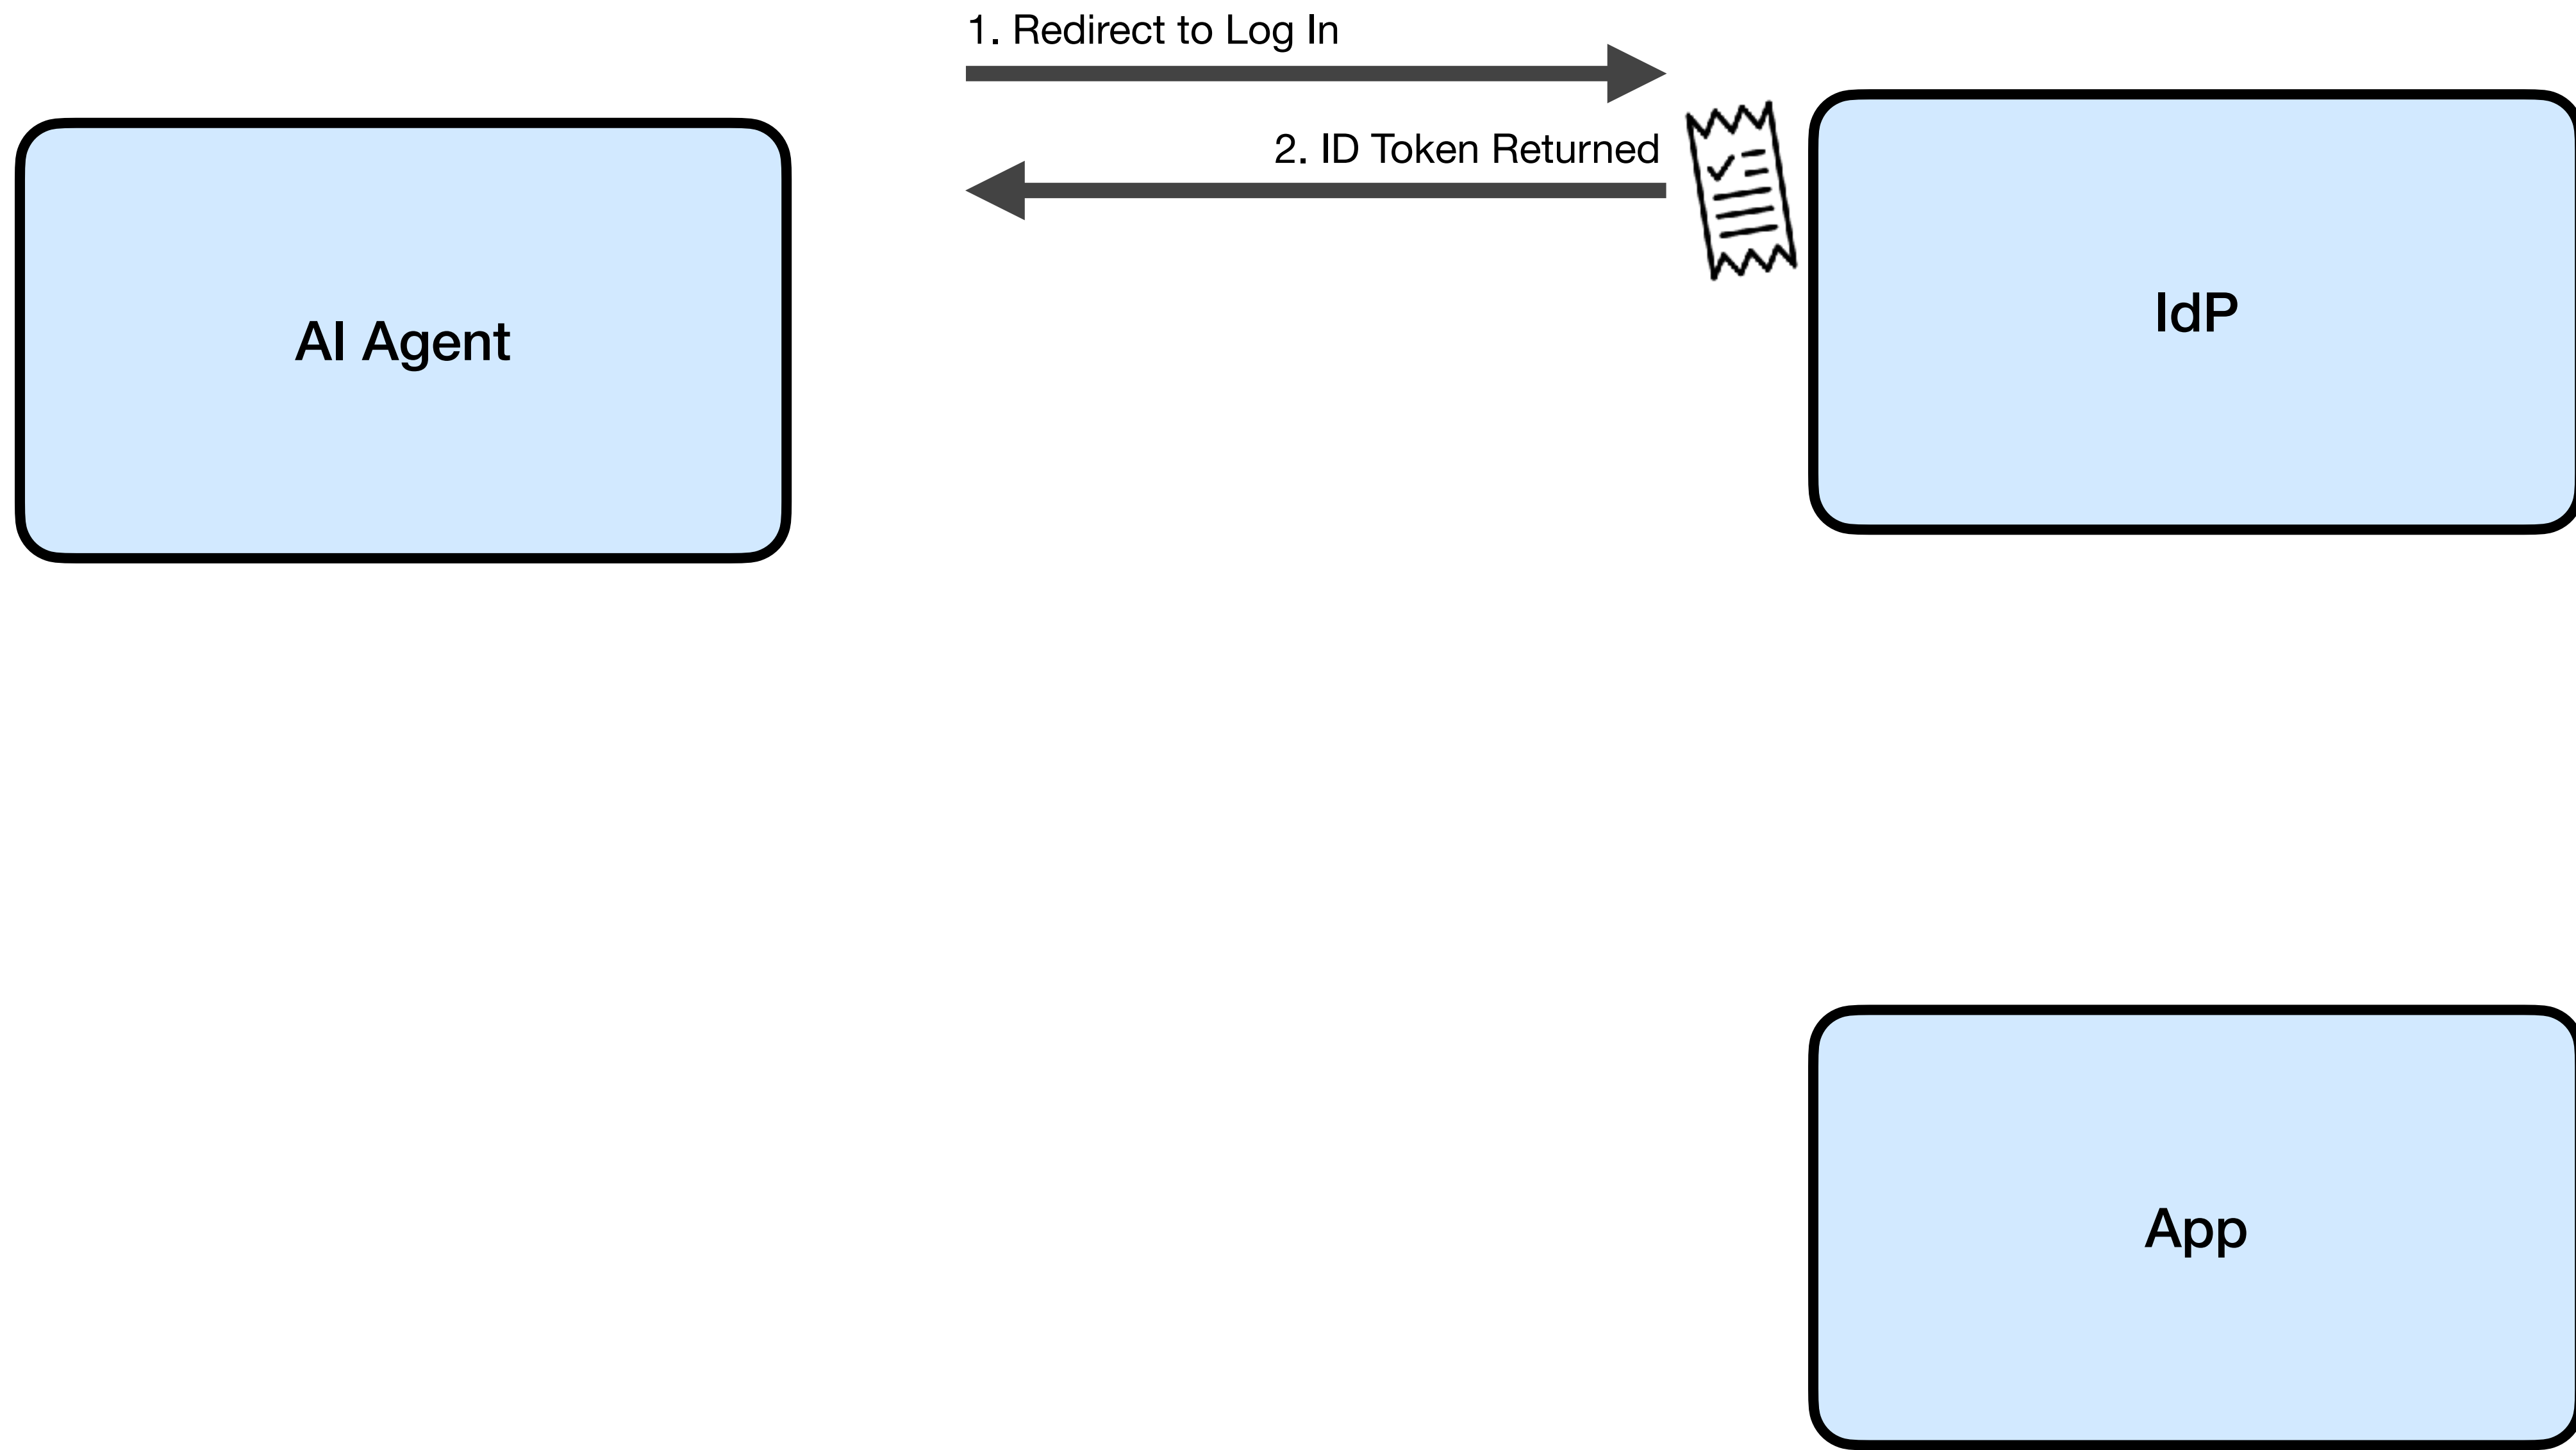 1. Redirect to Log In
2. ID Token Returned
AI Agent
IdP
App